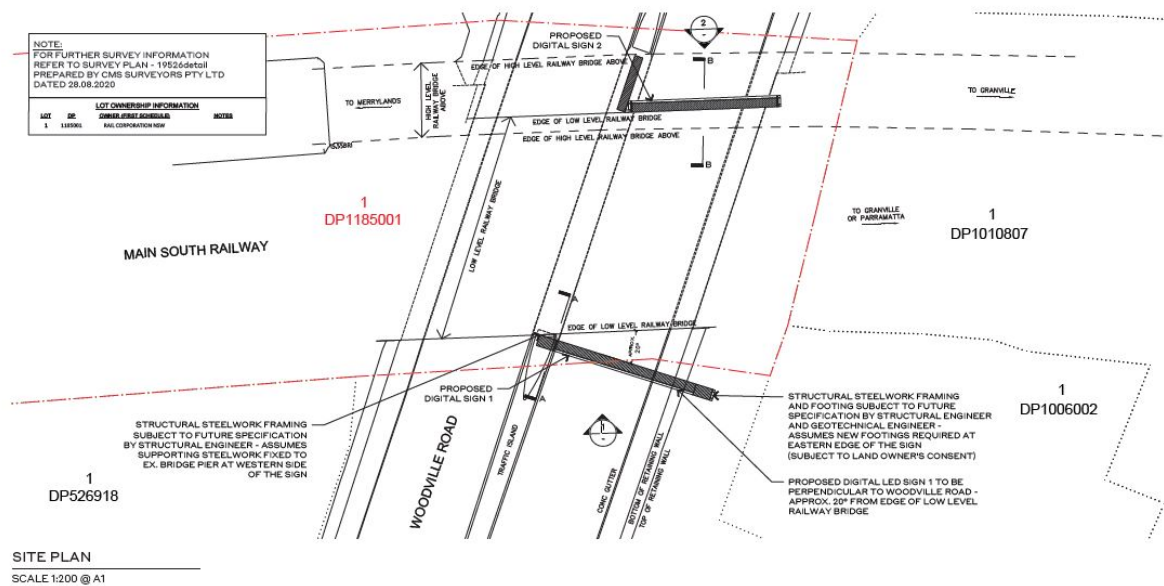 NOTE:
FOR FURTHER SURVEY INFORMATION
REFER TO SURVEY PLAN - 19526detail
PREPARED BY CMS SURVEYORS PTY LTD
DATED 28.08.2020
LOT OWNERSHIP INFORMATION
LOT DP OWNER (FIRST SCHEDULE) NOTES
1 1185001 RAIL CORPORATION NSW
PROPOSED
DIGITAL SIGN 2
2
-
B
EDGE OF HIGH LEVEL RAILWAY BRIDGE ABOVE
TO MERRYLANDS
HIGH LEVEL
RAILWAY BRIDGE
ABOVE
TO GRANVILLE
EDGE OF LOW LEVEL RAILWAY BRIDGE
EDGE OF HIGH LEVEL RAILWAY BRIDGE ABOVE
B
1
DP1185001
MAIN SOUTH RAILWAY
LOW LEVEL RAILWAY BRIDGE
TO GRANVILLE
OR PARRAMATTA
1
DP1010807
A
EDGE OF LOW LEVEL RAILWAY BRIDGE
APPROX.
20°
PROPOSED
DIGITAL SIGN 1
A
STRUCTURAL STEELWORK FRAMING
SUBJECT TO FUTURE SPECIFICATION
BY STRUCTURAL ENGINEER - ASSUMES
SUPPORTING STEELWORK FIXED TO
EX. BRIDGE PIER AT WESTERN SIDE
OF THE SIGN
STRUCTURAL STEELWORK FRAMING
AND FOOTING SUBJECT TO FUTURE
SPECIFICATION BY STRUCTURAL ENGINEER
AND GEOTECHNICAL ENGINEER -
ASSUMES NEW FOOTINGS REQUIRED AT
EASTERN EDGE OF THE SIGN
(SUBJECT TO LAND OWNER'S CONSENT)
1
DP1006002
1
-
PROPOSED DIGITAL LED SIGN 1 TO BE
PERPENDICULAR TO WOODVILLE ROAD -
APPROX. 20° FROM EDGE OF LOW LEVEL
RAILWAY BRIDGE
1
DP526918
WOODVILLE ROAD
TRAFFIC ISLAND
CONC GUTTER
BOTTOM OF RETAINING WALL
TOP OF RETAINING WALL
SITE PLAN
SCALE 1:200 @ A1